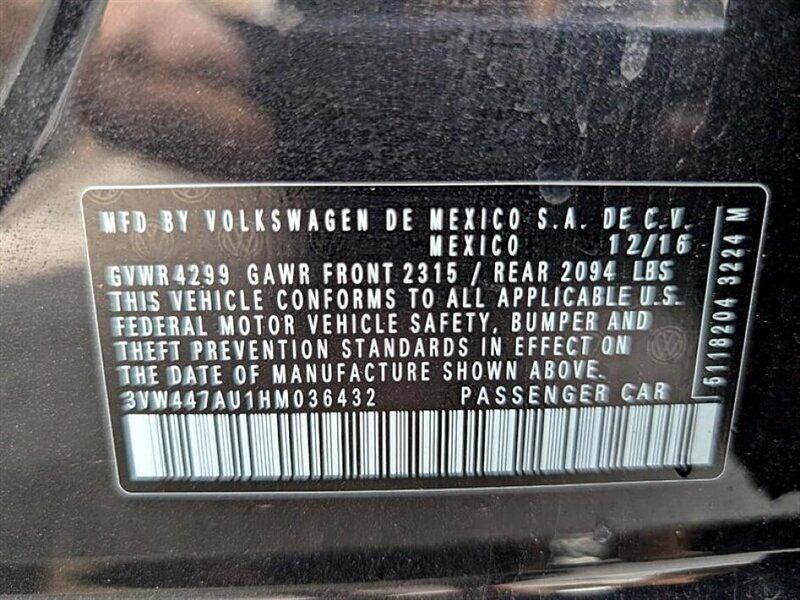 MFD BY VOLKSWAGEN DE MEXICO S.A. DE C.V.
MEXICO 12/16
GVWR4299 GAWR FRONT 2315 / REAR 2094 LBS
THIS VEHICLE CONFORMS TO ALL APPLICABLE U.S.
FEDERAL MOTOR VEHICLE SAFETY, BUMPER AND
THEFT PREVENTION STANDARDS IN EFFECT ON
THE DATE OF MANUFACTURE SHOWN ABOVE.
3VW447AU1HM036432 PASSENGER CAR
5118204 3224 M